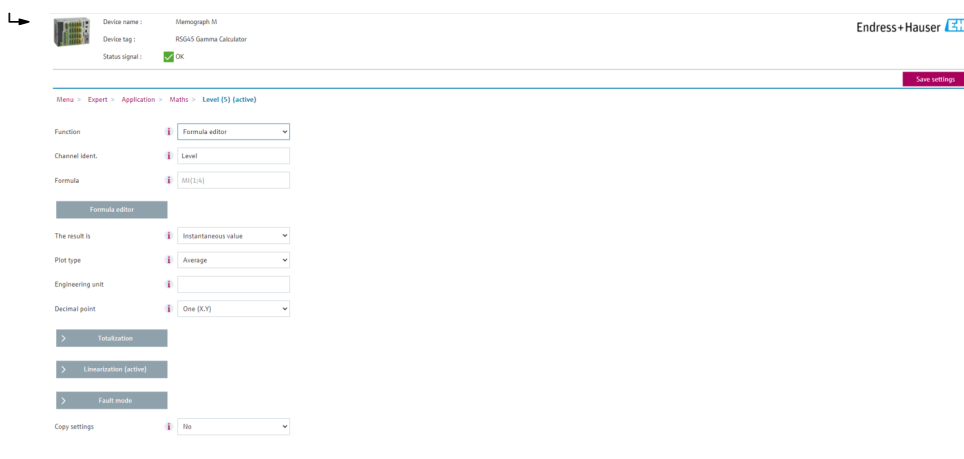 Device name : Memograph M
Device tag : RSG45 Gamma Calculator
Status signal : OK
Endress+Hauser
Save settings
Menu > Expert > Application > Maths > Level (5) (active)
Function i Formula editor
Channel ident. i Level
Formula i MI(1;4)
Formula editor
The result is i Instantaneous value
Plot type i Average
Engineering unit i
Decimal point i One (X.Y)
> Totalization
> Linearization (active)
> Fault mode
Copy settings i No